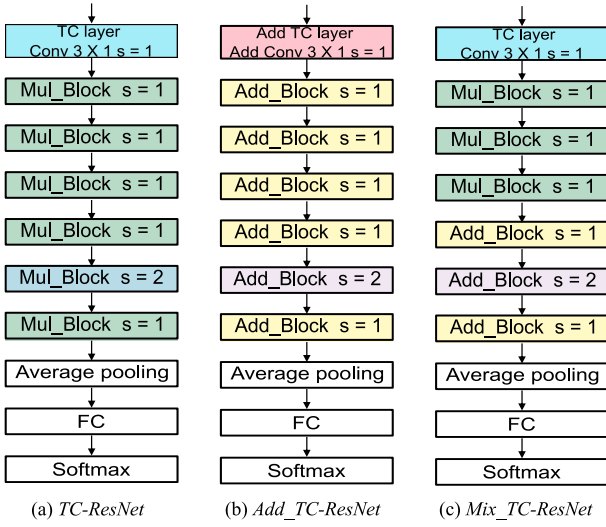 TC layer
Conv 3 X 1 s = 1
Mul_Block s = 1
Mul_Block s = 1
Mul_Block s = 1
Mul_Block s = 1
Mul_Block s = 2
Mul_Block s = 1
Average pooling
FC
Softmax
(a) TC-ResNet
Add TC layer
Add Conv 3 X 1 s = 1
Add_Block s = 1
Add_Block s = 1
Add_Block s = 1
Add_Block s = 1
Add_Block s = 2
Add_Block s = 1
Average pooling
FC
Softmax
(b) Add_TC-ResNet
TC layer
Conv 3 X 1 s = 1
Mul_Block s = 1
Mul_Block s = 1
Mul_Block s = 1
Add_Block s = 1
Add_Block s = 2
Add_Block s = 1
Average pooling
FC
Softmax
(c) Mix_TC-ResNet